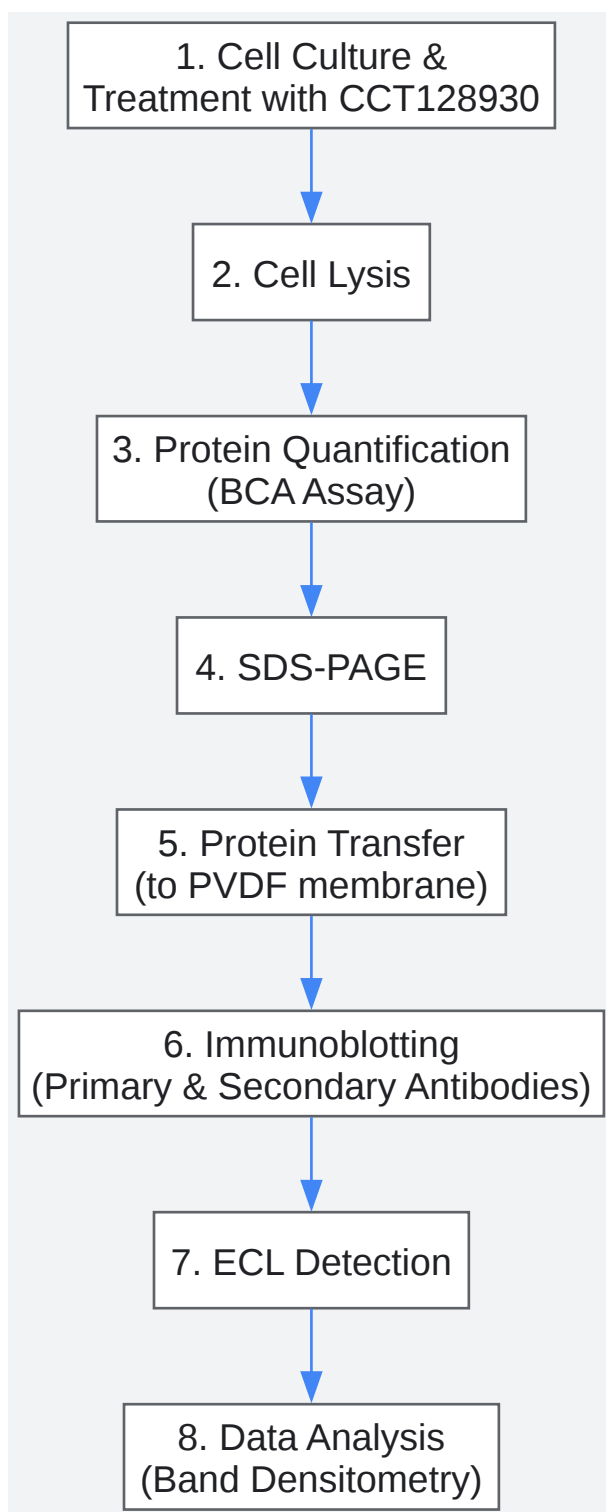 1. Cell Culture &
Treatment with CCT128930
2. Cell Lysis
3. Protein Quantification
(BCA Assay)
4. SDS-PAGE
5. Protein Transfer
(to PVDF membrane)
6. Immunoblotting
(Primary & Secondary Antibodies)
7. ECL Detection
8. Data Analysis
(Band Densitometry)